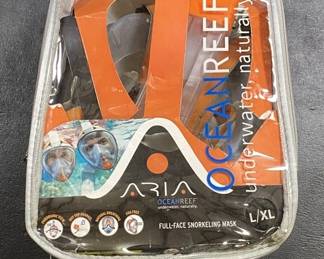 OCEANREEF
underwater, naturally
ARIA
OCEANREEF
underwater, naturally.
FULL-FACE SNORKELING MASK
L/XL